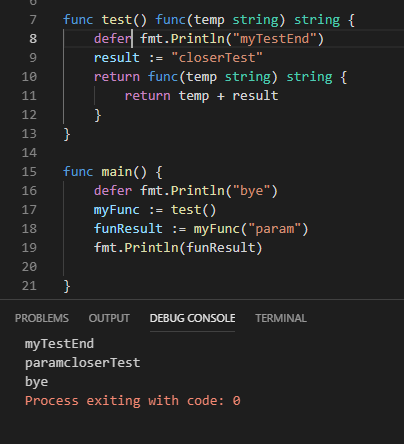 6
7 func test() func(temp string) string {
8 defer fmt.Println("myTestEnd")
9 result := "closerTest"
10 return func(temp string) string {
11 return temp + result
12 }
13 }
14
15 func main() {
16 defer fmt.Println("bye")
17 myFunc := test()
18 funResult := myFunc("param")
19 fmt.Println(funResult)
20
21 }
PROBLEMS OUTPUT DEBUG CONSOLE TERMINAL
myTestEnd
paramcloserTest
bye
Process exiting with code: 0